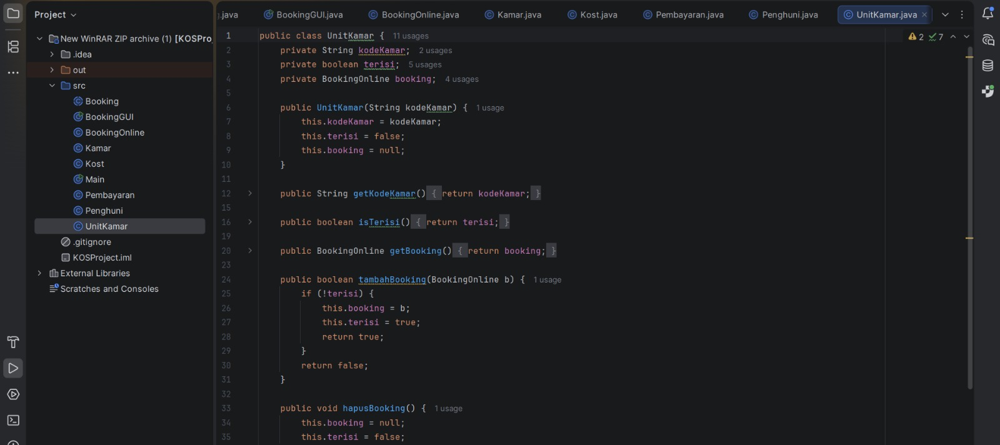 Project
New WinRAR ZIP archive (1) [KOSProj
.idea
out
src
Booking
BookingGUI
BookingOnline
Kamar
Kost
Main
Pembayaran
Penghuni
UnitKamar
.gitignore
KOSProject.iml
External Libraries
Scratches and Consoles
.java BookingGUI.java BookingOnline.java Kamar.java Kost.java Pembayaran.java Penghuni.java UnitKamar.java
2 7
1 public class UnitKamar { 11 usages
2 private String kodeKamar; 2 usages
3 private boolean terisi; 5 usages
4 private BookingOnline booking; 4 usages
5
6 public UnitKamar(String kodeKamar) { 1 usage
7 this.kodeKamar = kodeKamar;
8 this.terisi = false;
9 this.booking = null;
10 }
11
12 public String getKodeKamar() { return kodeKamar; }
15
16 public boolean isTerisi() { return terisi; }
19
20 public BookingOnline getBooking() { return booking; }
23
24 public boolean tambahBooking(BookingOnline b) { 1 usage
25 if (!terisi) {
26 this.booking = b;
27 this.terisi = true;
28 return true;
29 }
30 return false;
31 }
32
33 public void hapusBooking() { 1 usage
34 this.booking = null;
35 this.terisi = false;